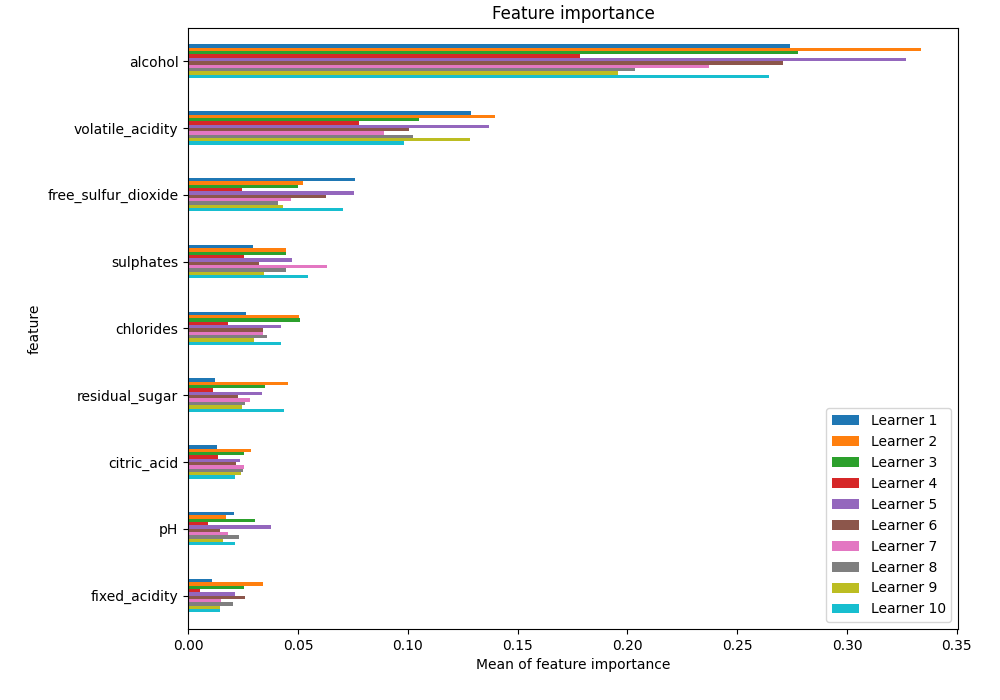 Feature importance
alcohol
volatile_acidity
free_sulfur_dioxide
sulphates
chlorides
residual_sugar
citric_acid
pH
fixed_acidity
feature
Learner 1
Learner 2
Learner 3
Learner 4
Learner 5
Learner 6
Learner 7
Learner 8
Learner 9
Learner 10
0.00 0.05 0.10 0.15 0.20 0.25 0.30 0.35
Mean of feature importance